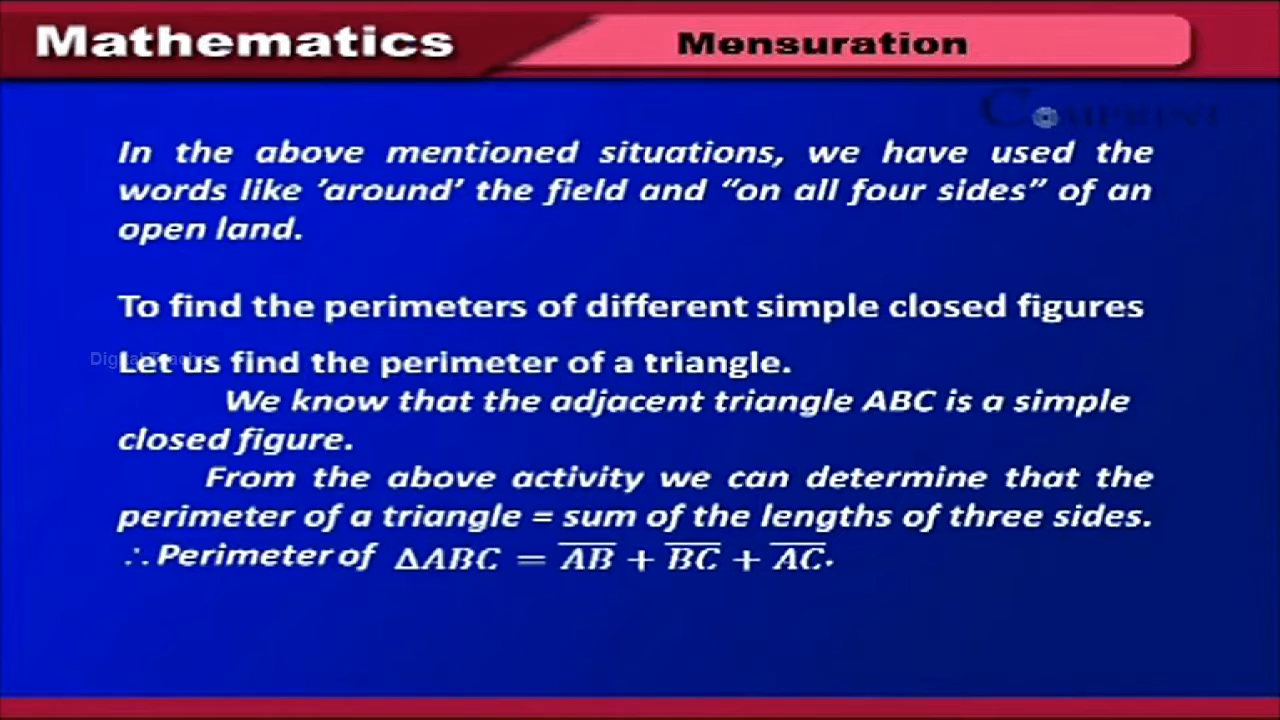 Mathematics
Mensuration
In the above mentioned situations, we have used the
words like ’around’ the field and “on all four sides” of an
open land.
To find the perimeters of different simple closed figures
Digital Teacher
Let us find the perimeter of a triangle.
We know that the adjacent triangle ABC is a simple
closed figure.
From the above activity we can determine that the
perimeter of a triangle = sum of the lengths of three sides.
∴ Perimeter of ΔABC = A̅B̅ + B̅C̅ + A̅C̅.